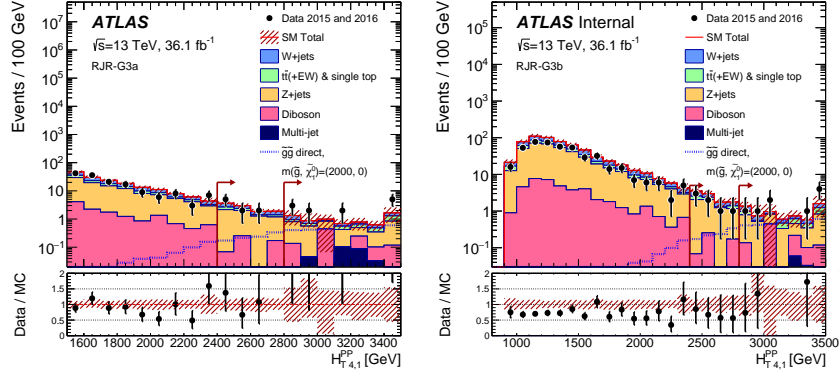 Events / 100 GeV
10⁷
10⁶
10⁵
10⁴
10³
10²
10
1
10⁻¹
ATLAS
√s=13 TeV, 36.1 fb⁻¹
RJR-G3a
Data 2015 and 2016
SM Total
W+jets
tt̄(+EW) & single top
Z+jets
Diboson
Multi-jet
g̃g̃ direct,
m(g̃, χ̃₁⁰)=(2000, 0)
Data / MC
2
1.5
1
0.5
0
1600 1800 2000 2200 2400 2600 2800 3000 3200 3400
H^PP_T 4,1 [GeV]
Events / 100 GeV
10⁵
10⁴
10³
10²
10
1
10⁻¹
ATLAS Internal
√s=13 TeV, 36.1 fb⁻¹
RJR-G3b
Data 2015 and 2016
SM Total
W+jets
tt̄(+EW) & single top
Z+jets
Diboson
Multi-jet
g̃g̃ direct,
m(g̃, χ̃₁⁰)=(2000, 0)
Data / MC
2
1.5
1
0.5
0
1000 1500 2000 2500 3000 3500
H^PP_T 4,1 [GeV]